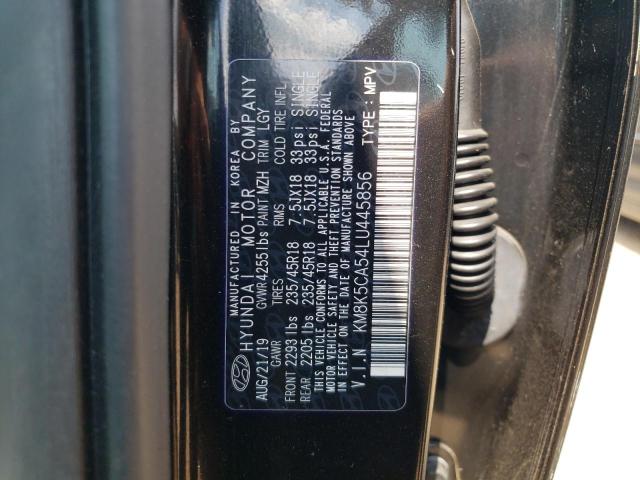 MANUFACTURED IN KOREA BY
HYUNDAI MOTOR COMPANY
AUG/21/19 GVWR 4255lbs PAINT MZH TRIM LGY
GAWR TIRES RIMS COLD TIRE INFL.
FRONT 2293 lbs 235/45R18 7.5JX18 33psi SINGLE
REAR 2205 lbs 235/45R18 7.5JX18 33psi SINGLE
THIS VEHICLE CONFORMS TO ALL APPLICABLE U.S.A. FEDERAL
MOTOR VEHICLE SAFETY AND THEFT PREVENTION STANDARDS
IN EFFECT ON THE DATE OF MANUFACTURE SHOWN ABOVE
V.I.N KM8K5CA54LU445856 TYPE : MPV